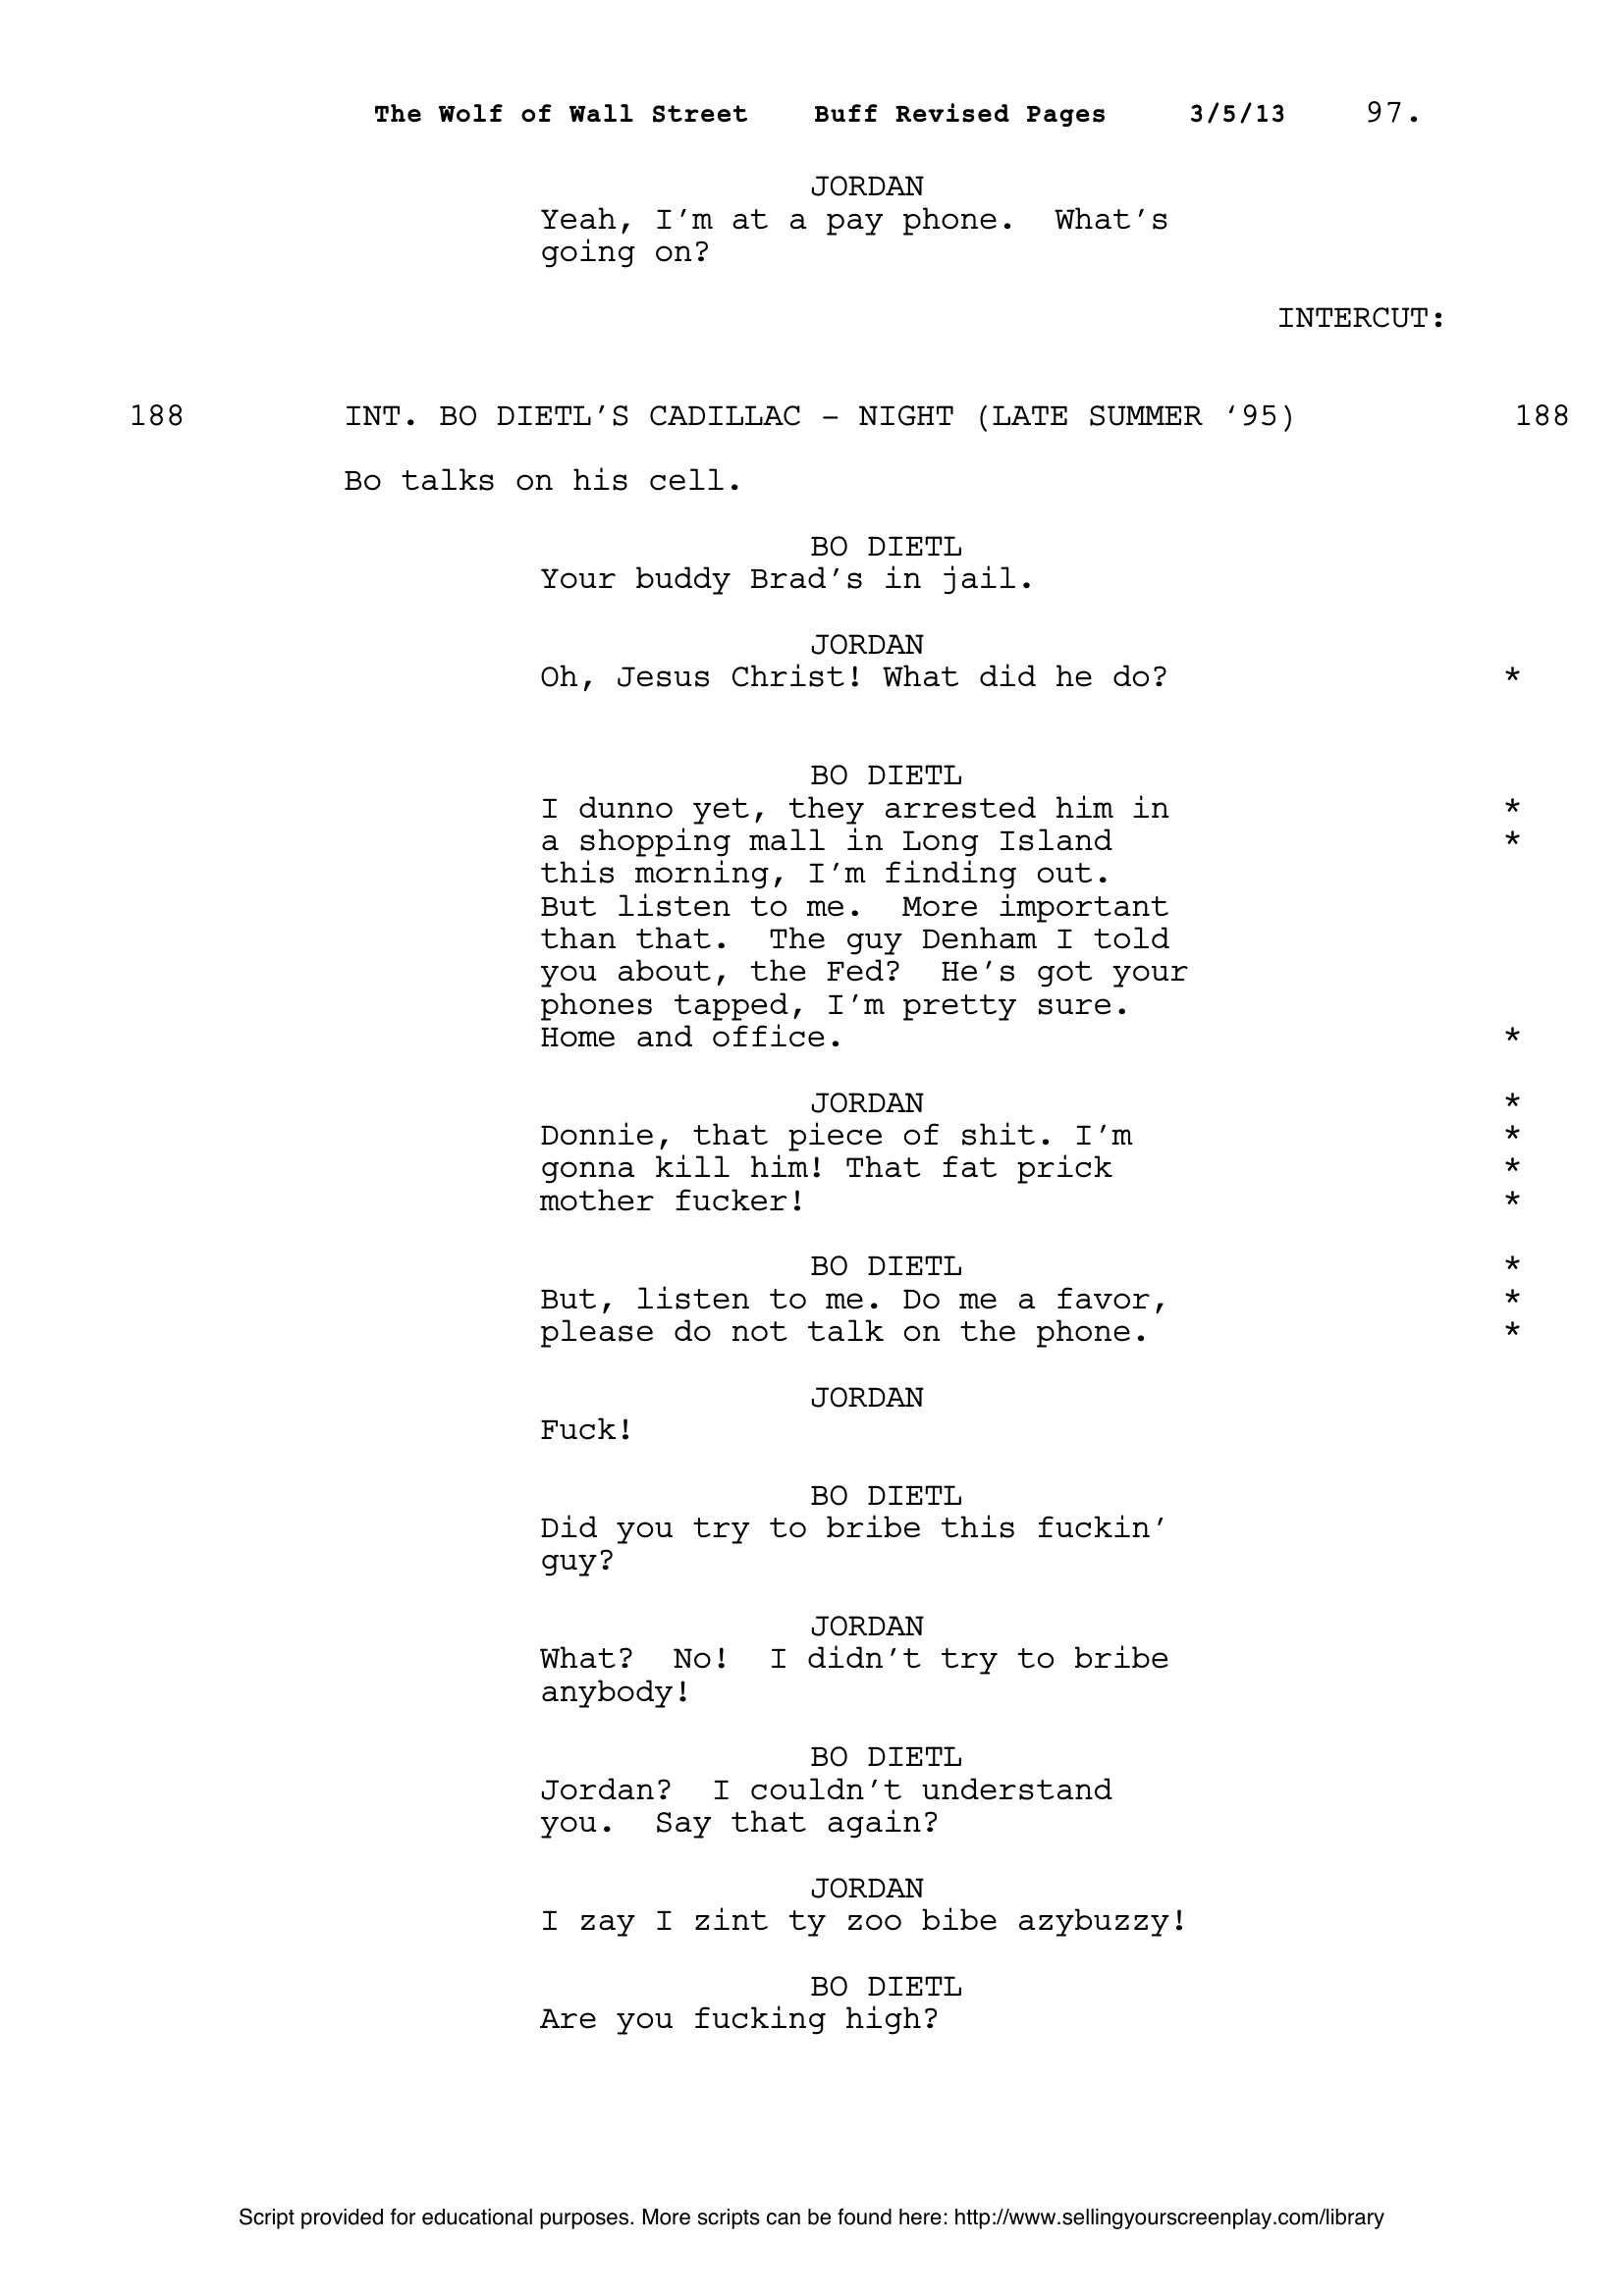 The Wolf of Wall Street Buff Revised Pages 3/5/13 97.
JORDAN
Yeah, I’m at a pay phone. What’s
going on?
INTERCUT:
188 INT. BO DIETL’S CADILLAC – NIGHT (LATE SUMMER ‘95) 188
Bo talks on his cell.
BO DIETL
Your buddy Brad’s in jail.
JORDAN
Oh, Jesus Christ! What did he do? *
BO DIETL
I dunno yet, they arrested him in *
a shopping mall in Long Island *
this morning, I’m finding out.
But listen to me. More important
than that. The guy Denham I told
you about, the Fed? He’s got your
phones tapped, I’m pretty sure.
Home and office. *
JORDAN *
Donnie, that piece of shit. I’m *
gonna kill him! That fat prick *
mother fucker! *
BO DIETL *
But, listen to me. Do me a favor, *
please do not talk on the phone. *
JORDAN
Fuck!
BO DIETL
Did you try to bribe this fuckin’
guy?
JORDAN
What? No! I didn’t try to bribe
anybody!
BO DIETL
Jordan? I couldn’t understand
you. Say that again?
JORDAN
I zay I zint ty zoo bibe azybuzzy!
BO DIETL
Are you fucking high?
Script provided for educational purposes. More scripts can be found here: http://www.sellingyourscreenplay.com/library